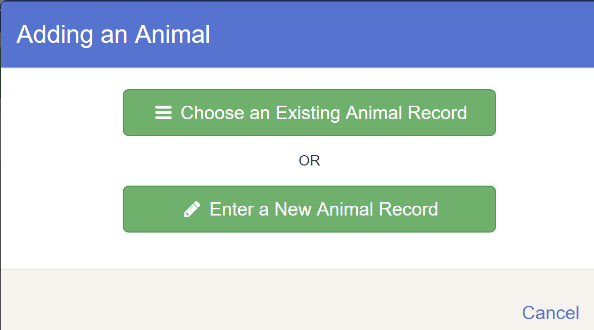 Adding an Animal
Choose an Existing Animal Record
OR
Enter a New Animal Record
Cancel